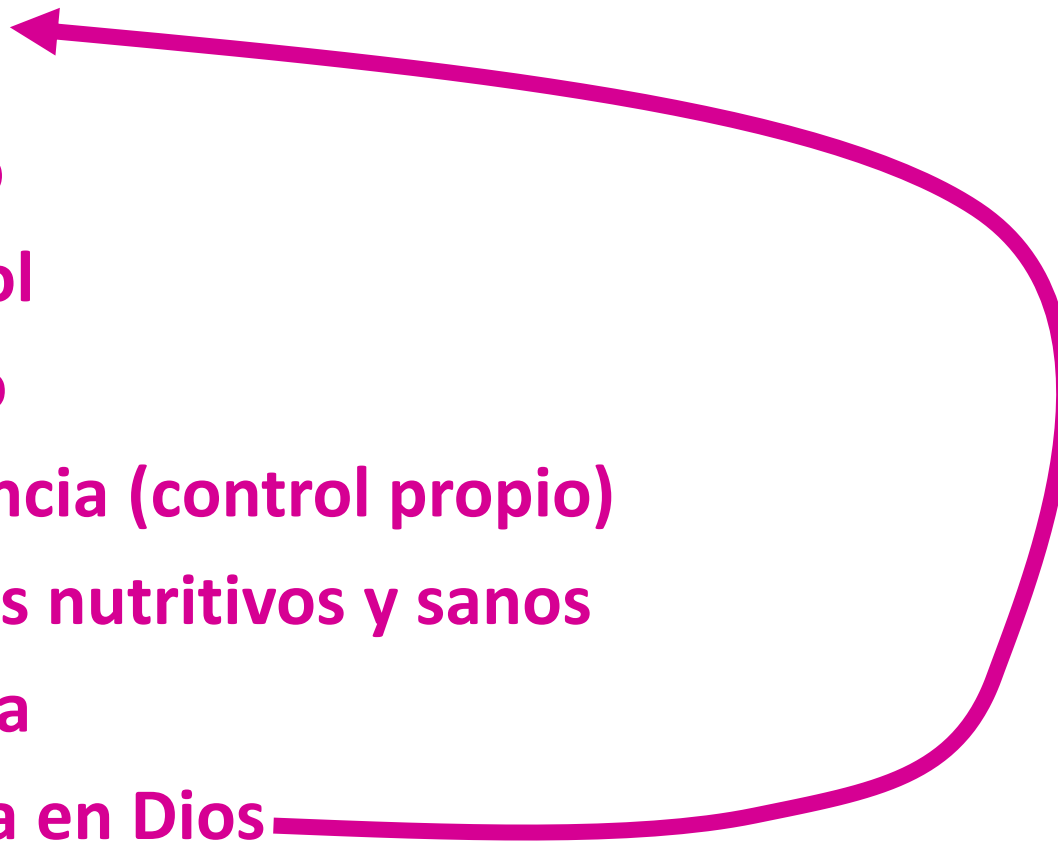 o
ol
o
ncia (control propio)
s nutritivos y sanos
a
a en Dios